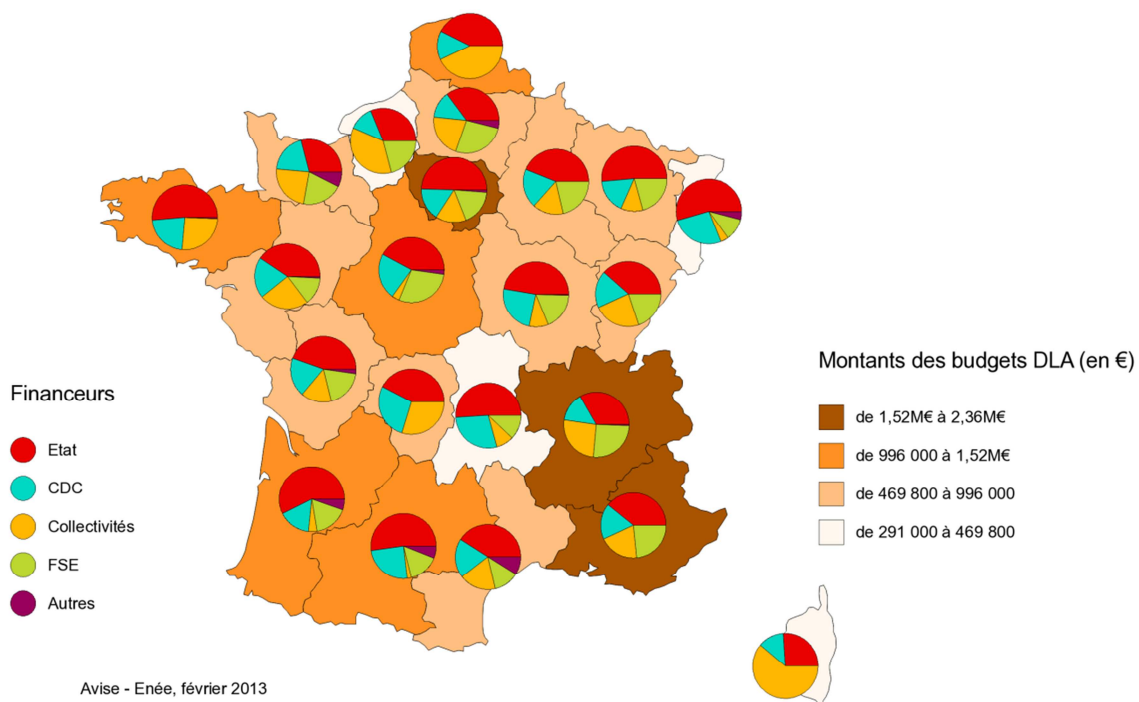 Montants des budgets DLA (en €)
Financeurs
de 1,52M€ à 2,36M€
Etat
de 996 000 à 1,52M€
CDC
de 469 800 à 996 000
Collectivités
de 291 000 à 469 800
FSE
Autres
Avise - Enée, février 2013